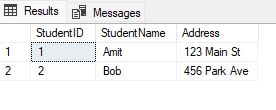 Results Messages
StudentID StudentName Address
1 1 Amit 123 Main St
2 2 Bob 456 Park Ave